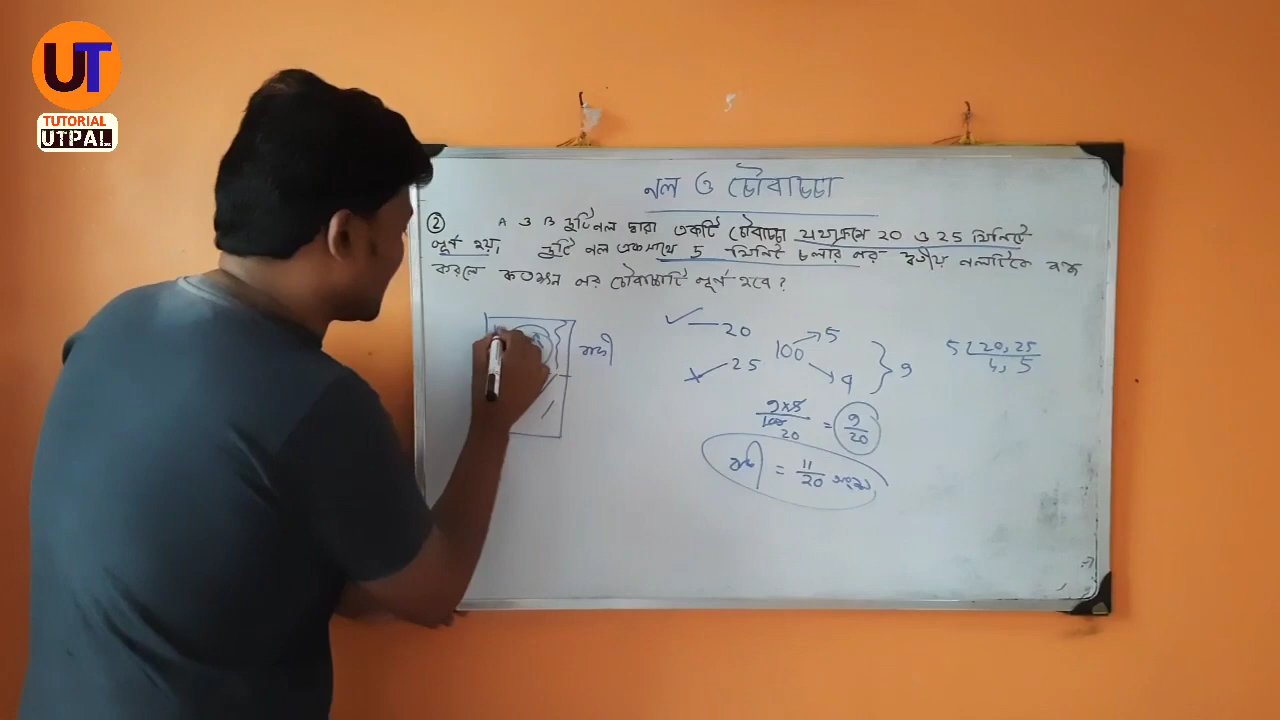 UT
TUTORIAL
UTPAL
নল ও চৌবাচ্চা
② A ও B দুটি নল দ্বারা একটি চৌবাচ্চা যথাক্রমে 20 ও 25 মিনিটে
পূর্ণ হয়, দুটি নল একসাথে 5 মিনিট চলার পর দ্বিতীয় নলটিকে বন্ধ
করলে কতক্ষন পর চৌবাচ্চাটি পূর্ণ হবে?
বাকী
20
25
100
5
4
9
5 20, 25
4, 5
9×5
100
20
= 9/20
বাকী = 11/20 অংশ